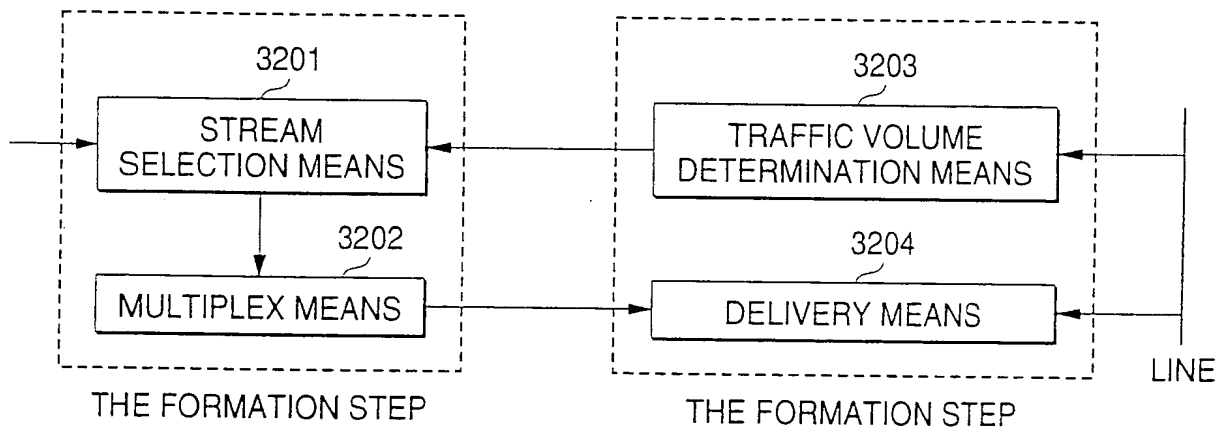 3201
STREAM
SELECTION MEANS
3202
MULTIPLEX MEANS
THE FORMATION STEP
3203
TRAFFIC VOLUME
DETERMINATION MEANS
3204
DELIVERY MEANS
THE FORMATION STEP
LINE